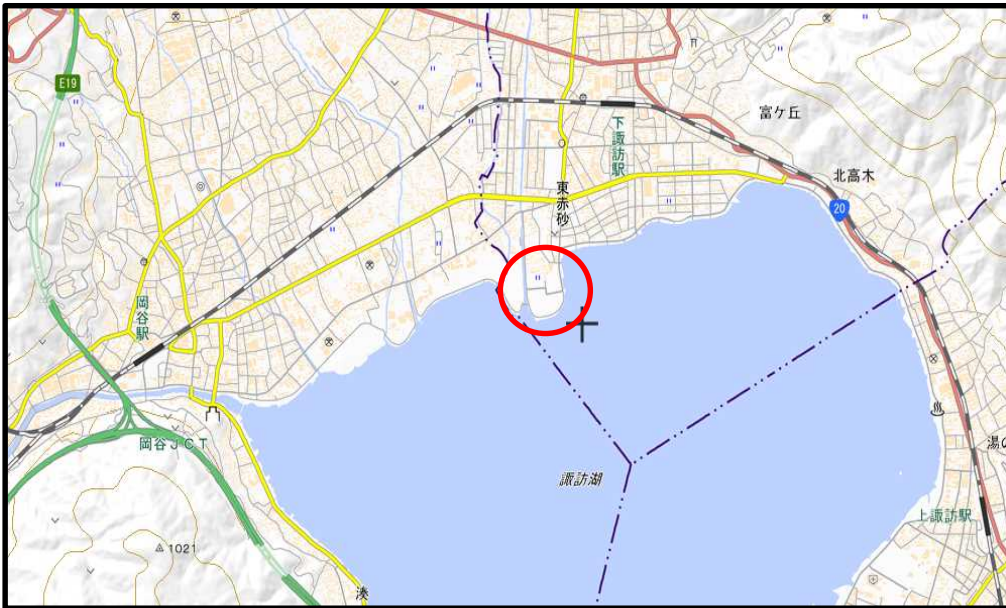 E19
富ケ丘
下諏訪駅
北高木
20
東赤砂
岡谷駅
岡谷JCT
諏訪湖
湯の
上諏訪駅
1021
湊